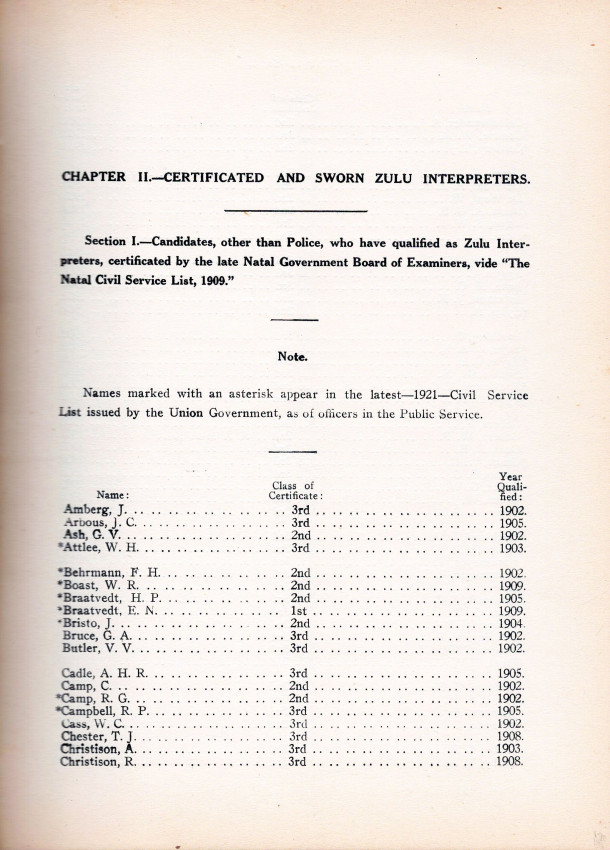 CHAPTER II.—CERTIFICATED AND SWORN ZULU INTERPRETERS.
Section I.—Candidates, other than Police, who have qualified as Zulu Inter-
preters, certificated by the late Natal Government Board of Examiners, vide “The
Natal Civil Service List, 1909.”
Note.
Names marked with an asterisk appear in the latest—1921—Civil Service
List issued by the Union Government, as of officers in the Public Service.
Name: Class of Certificate: Year Quali-fied:
Amberg, J. .. .. .. .. .. .. .. .. 3rd .. .. .. .. .. .. .. .. .. 1902.
Arbous, J. C. .. .. .. .. .. .. .. .. 3rd .. .. .. .. .. .. .. .. .. 1905.
Ash, G. V. .. .. .. .. .. .. .. .. 2nd .. .. .. .. .. .. .. .. .. 1902.
*Attlee, W. H. .. .. .. .. .. .. .. .. 3rd .. .. .. .. .. .. .. .. .. 1903.
*Behrmann, F. H. .. .. .. .. .. .. .. 2nd .. .. .. .. .. .. .. .. .. 1902.
*Boast, W. R. .. .. .. .. .. .. .. .. 2nd .. .. .. .. .. .. .. .. .. 1909.
*Braatvedt, H. P. .. .. .. .. .. .. .. 2nd .. .. .. .. .. .. .. .. .. 1905.
*Braatvedt, E. N. .. .. .. .. .. .. .. 1st .. .. .. .. .. .. .. .. .. 1909.
*Bristo, J. .. .. .. .. .. .. .. .. 2nd .. .. .. .. .. .. .. .. .. 1904.
Bruce, G. A. .. .. .. .. .. .. .. .. 3rd .. .. .. .. .. .. .. .. .. 1902.
Butler, V. V. .. .. .. .. .. .. .. .. 3rd .. .. .. .. .. .. .. .. .. 1902.
Cadle, A. H. R. .. .. .. .. .. .. .. 3rd .. .. .. .. .. .. .. .. .. 1905.
Camp, C. .. .. .. .. .. .. .. .. 2nd .. .. .. .. .. .. .. .. .. 1902.
*Camp, R. G. .. .. .. .. .. .. .. .. 2nd .. .. .. .. .. .. .. .. .. 1902.
*Campbell, R. P. .. .. .. .. .. .. .. 3rd .. .. .. .. .. .. .. .. .. 1905.
Cass, W. C. .. .. .. .. .. .. .. .. 3rd .. .. .. .. .. .. .. .. .. 1902.
Chester, T. J. .. .. .. .. .. .. .. .. 3rd .. .. .. .. .. .. .. .. .. 1908.
Christison, A. .. .. .. .. .. .. .. .. 3rd .. .. .. .. .. .. .. .. .. 1903.
Christison, R. .. .. .. .. .. .. .. .. 3rd .. .. .. .. .. .. .. .. .. 1908.